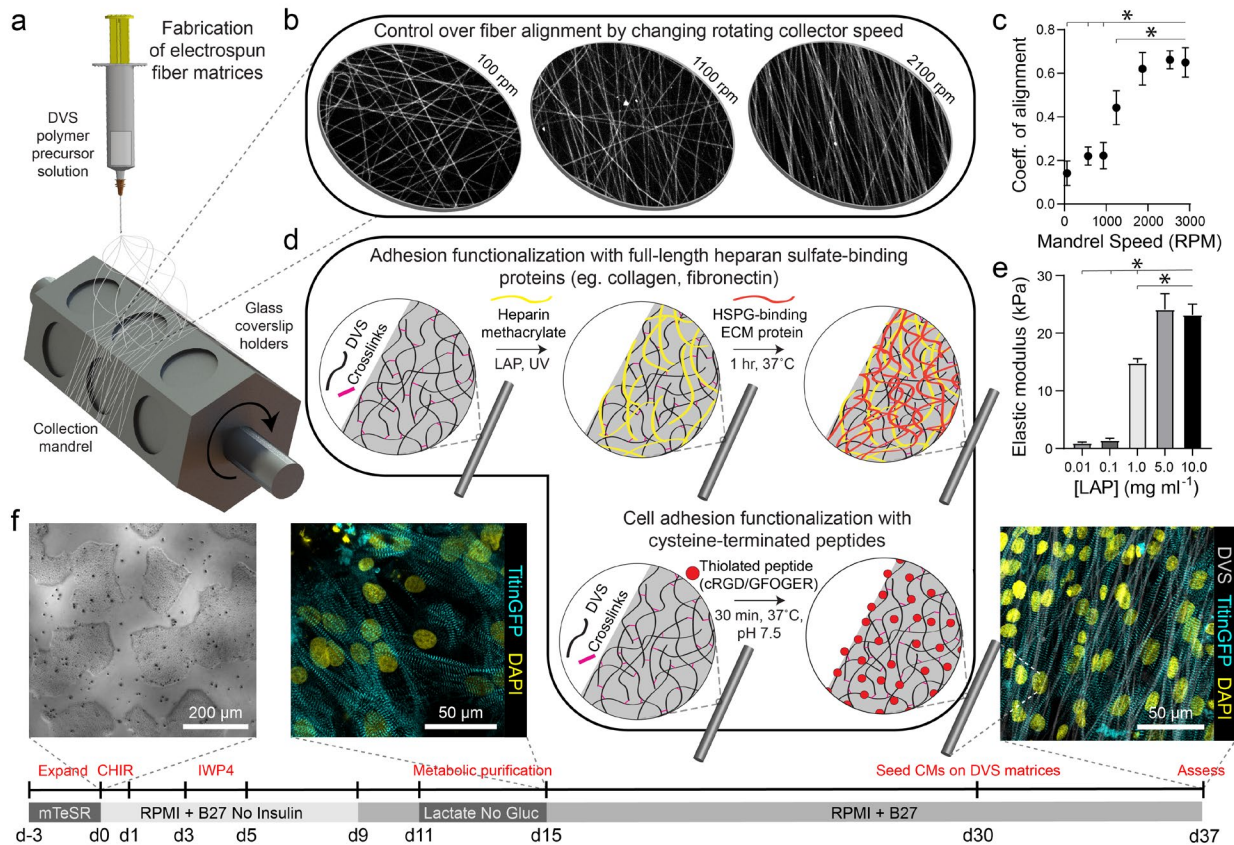 a
Fabrication
of electrospun
fiber matrices
DVS
polymer
precursor
solution
Glass
coverslip
holders
Collection
mandrel
b
Control over fiber alignment by changing rotating collector speed
100 rpm
1100 rpm
2100 rpm
c
* 
*
Coeff. of alignment
0.8
0.6
0.4
0.2
0.0
0 1000 2000 3000
Mandrel Speed (RPM)
d
Adhesion functionalization with full-length heparan sulfate-binding
proteins (eg. collagen, fibronectin)
DVS
Crosslinks
Heparin
methacrylate
LAP, UV
HSPG-binding
ECM protein
1 hr, 37˚C
Cell adhesion functionalization with
cysteine-terminated peptides
DVS
Crosslinks
Thiolated peptide
(cRGD/GFOGER)
30 min, 37˚C,
pH 7.5
e
*
*
Elastic modulus (kPa)
30
20
10
0
0.01 0.1 1.0 5.0 10.0
[LAP] (mg ml⁻¹)
f
200 µm
TitinGFP DAPI
50 µm
DVS TitinGFP DAPI
50 µm
Expand CHIR IWP4 Metabolic purification Seed CMs on DVS matrices Assess
mTeSR RPMI + B27 No Insulin Lactate No Gluc RPMI + B27
d-3 d0 d1 d3 d5 d9 d11 d15 d30 d37